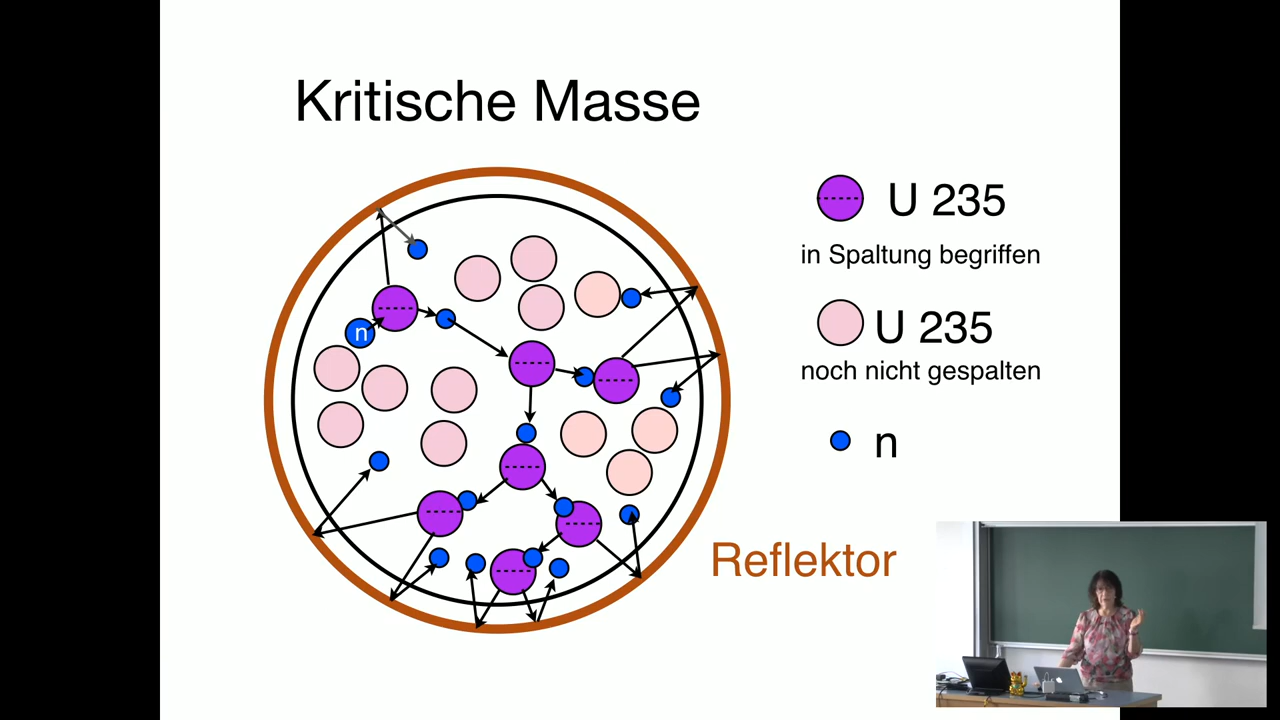 Kritische Masse
U 235
in Spaltung begriffen
U 235
noch nicht gespalten
n
n
Reflektor